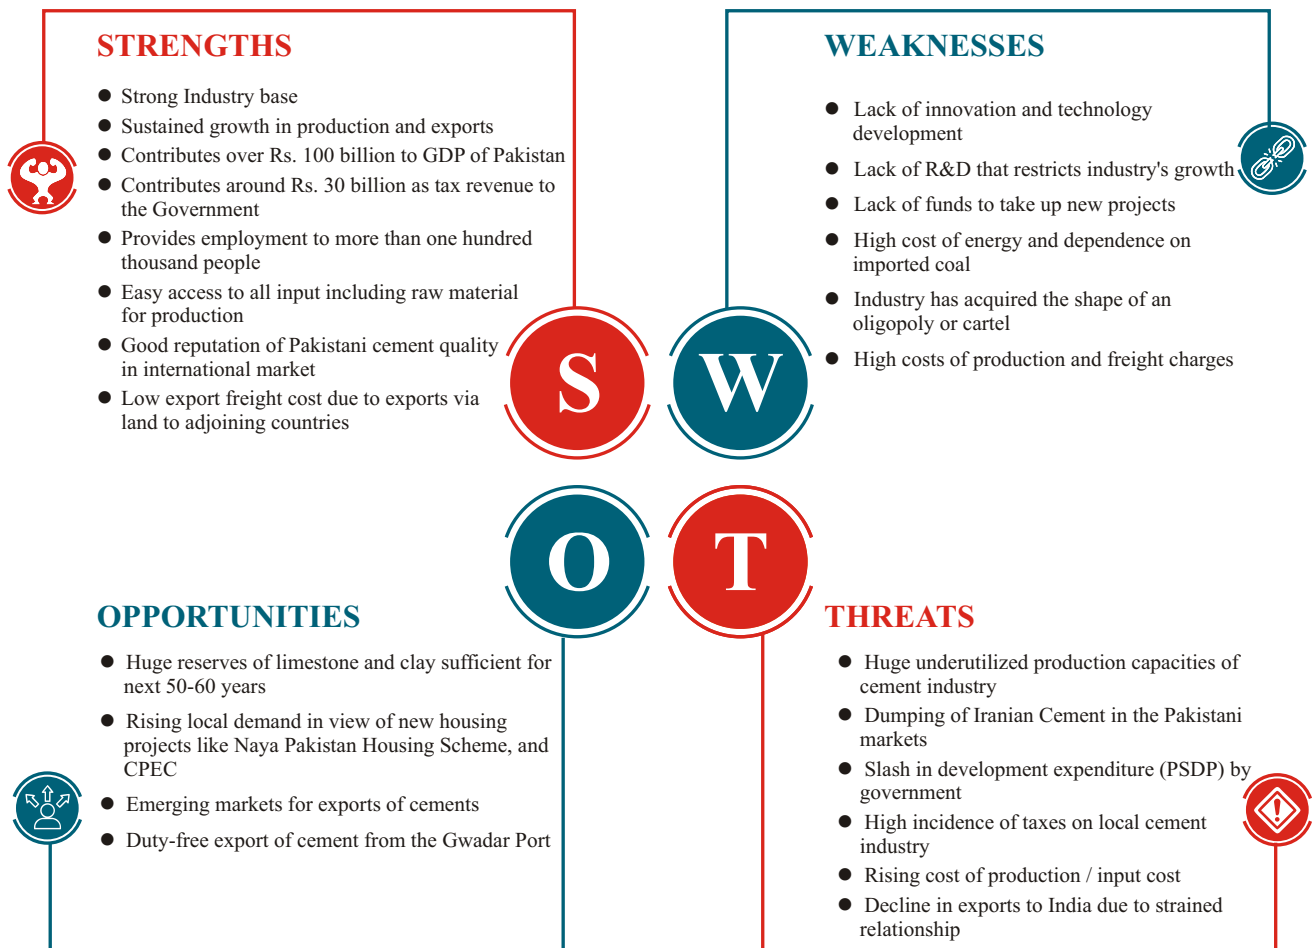 STRENGTHS
● Strong Industry base
● Sustained growth in production and exports
● Contributes over Rs. 100 billion to GDP of Pakistan
● Contributes around Rs. 30 billion as tax revenue to
the Government
● Provides employment to more than one hundred
thousand people
● Easy access to all input including raw material
for production
● Good reputation of Pakistani cement quality
in international market
● Low export freight cost due to exports via
land to adjoining countries
WEAKNESSES
● Lack of innovation and technology
development
● Lack of R&D that restricts industry's growth
● Lack of funds to take up new projects
● High cost of energy and dependence on
imported coal
● Industry has acquired the shape of an
oligopoly or cartel
● High costs of production and freight charges
S
W
O
T
OPPORTUNITIES
● Huge reserves of limestone and clay sufficient for
next 50-60 years
● Rising local demand in view of new housing
projects like Naya Pakistan Housing Scheme, and
CPEC
● Emerging markets for exports of cements
● Duty-free export of cement from the Gwadar Port
THREATS
● Huge underutilized production capacities of
cement industry
● Dumping of Iranian Cement in the Pakistani
markets
● Slash in development expenditure (PSDP) by
government
● High incidence of taxes on local cement
industry
● Rising cost of production / input cost
● Decline in exports to India due to strained
relationship